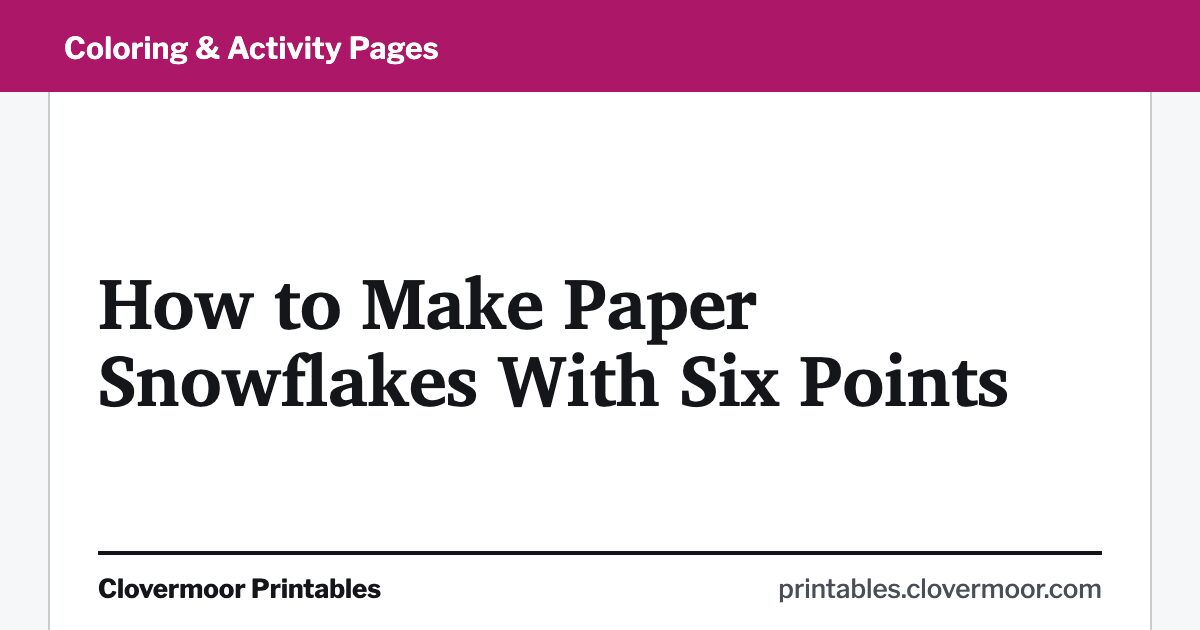 Coloring & Activity Pages
How to Make Paper
Snowflakes With Six Points
Clovermoor Printables
printables.clovermoor.com